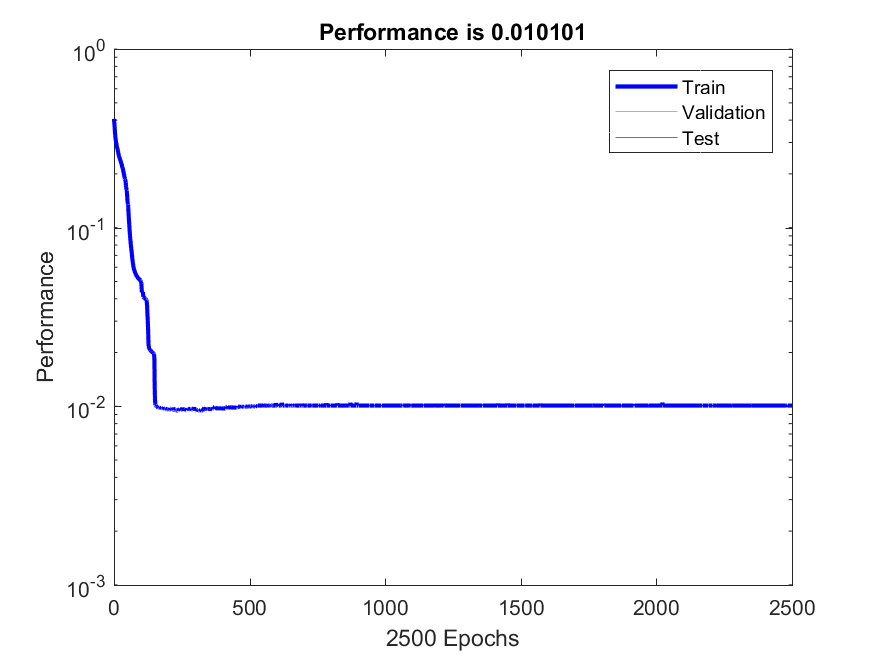 Performance is 0.010101
10^0
10^-1
10^-2
10^-3
Performance
Train
Validation
Test
0
500
1000
1500
2000
2500
2500 Epochs